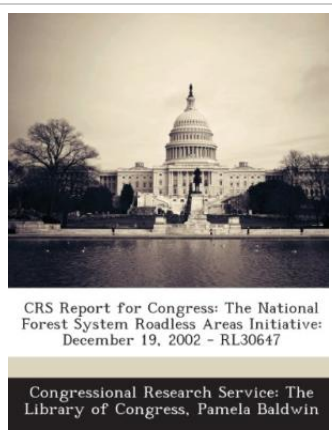 CRS Report for Congress: The National
Forest System Roadless Areas Initiative:
December 19, 2002 - RL30647
Congressional Research Service: The
Library of Congress, Pamela Baldwin